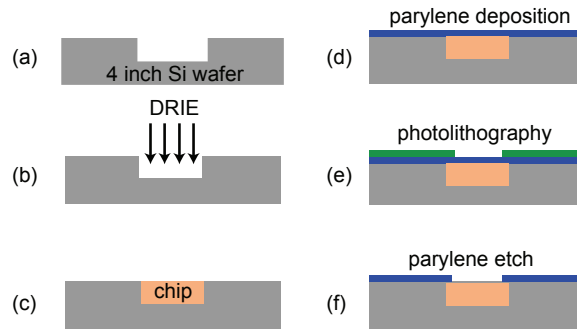 (a)
4 inch Si wafer
DRIE
(b)
(c)
chip
parylene deposition
(d)
photolithography
(e)
parylene etch
(f)